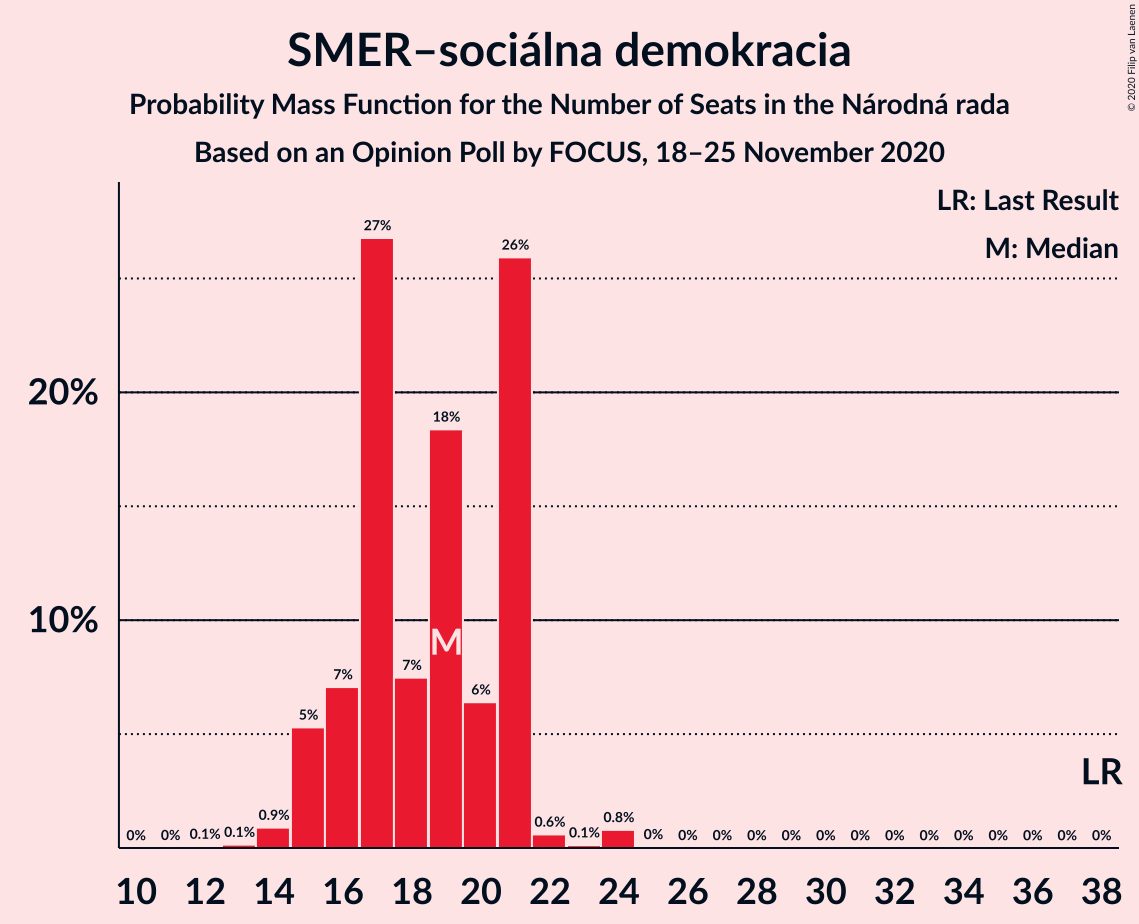 SMER–sociálna demokracia
Probability Mass Function for the Number of Seats in the Národná rada
Based on an Opinion Poll by FOCUS, 18–25 November 2020
© 2020 Filip van Laenen
LR: Last Result
M: Median
27%
26%
20%
18%
10%
M
7%
7%
6%
5%
LR
0% 0% 0.1% 0.1% 0.9% 0.6% 0.1% 0.8% 0% 0% 0% 0% 0% 0% 0% 0% 0% 0% 0% 0% 0% 0%
10 12 14 16 18 20 22 24 26 28 30 32 34 36 38